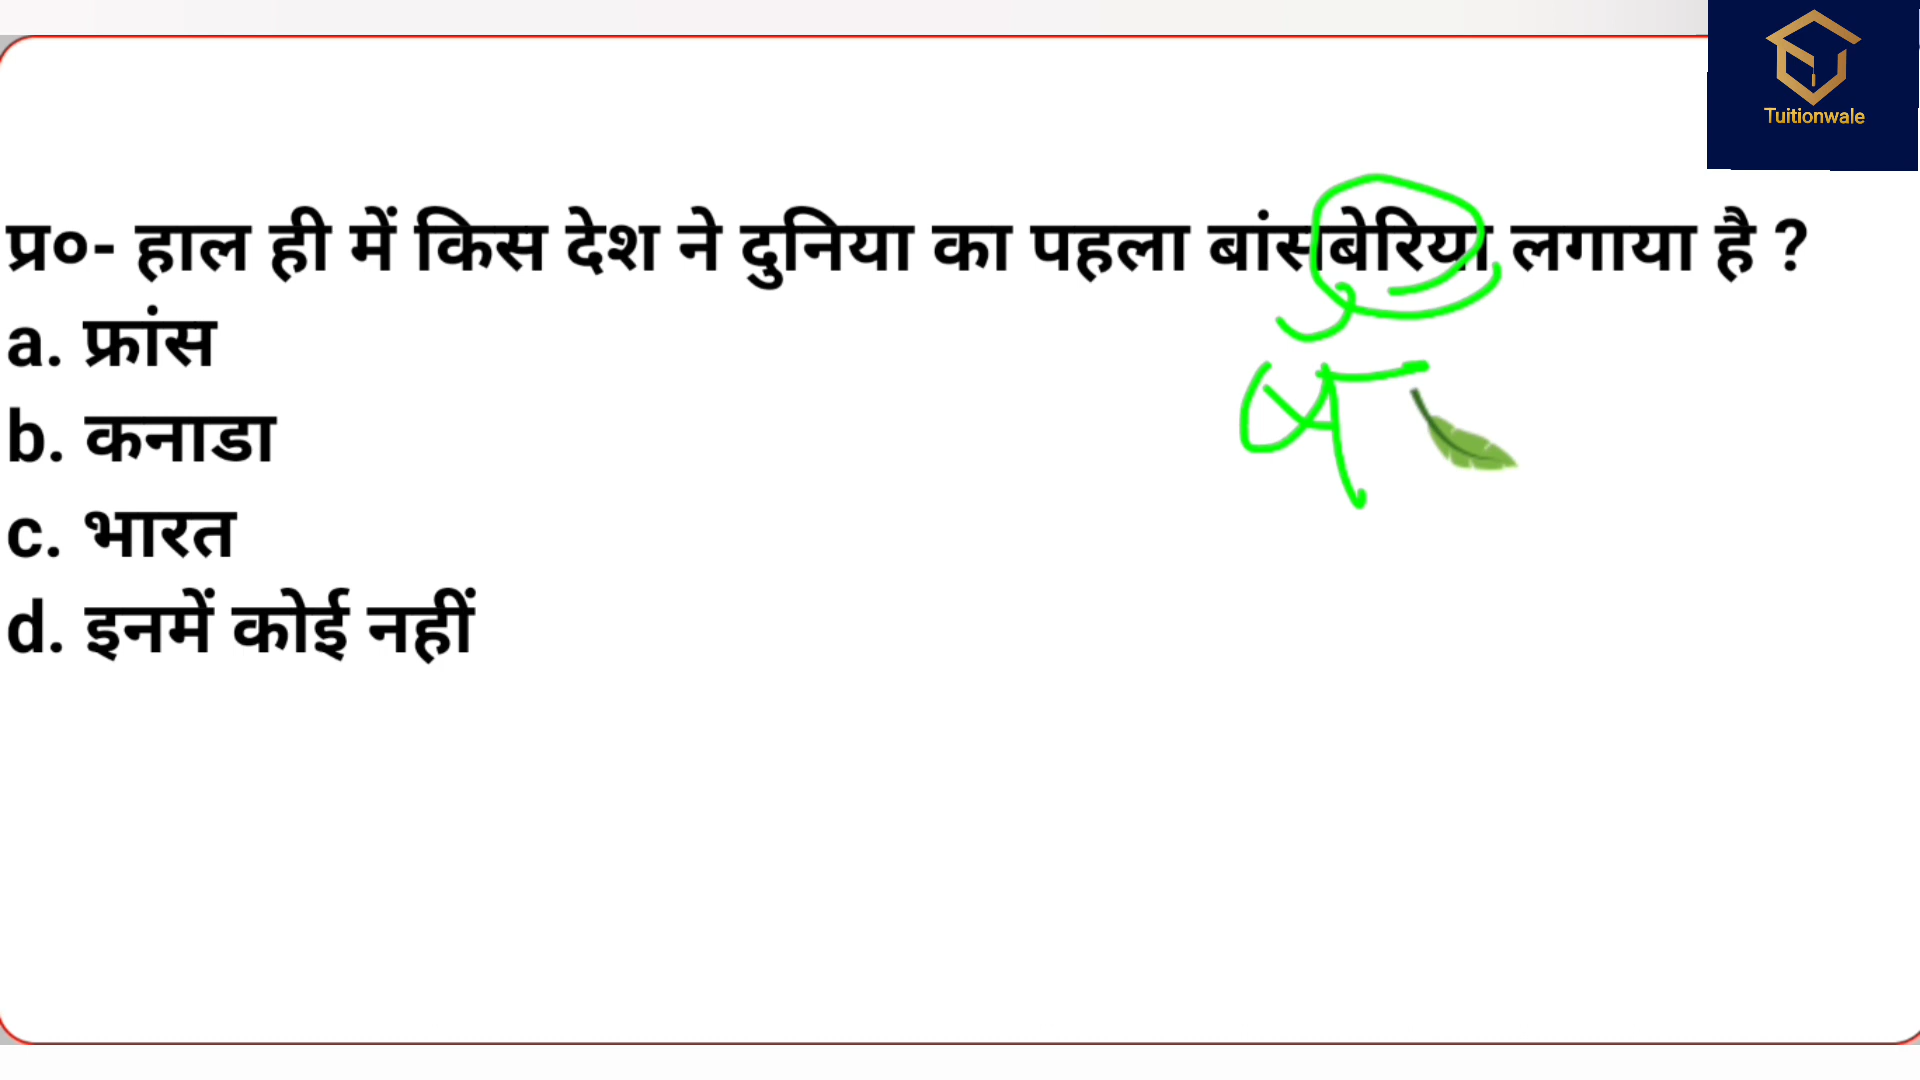 Tuitionwale
प्र०- हाल ही में किस देश ने दुनिया का पहला बांसबेरिया लगाया है ?
a. फ्रांस
b. कनाडा
c. भारत
d. इनमें कोई नहीं